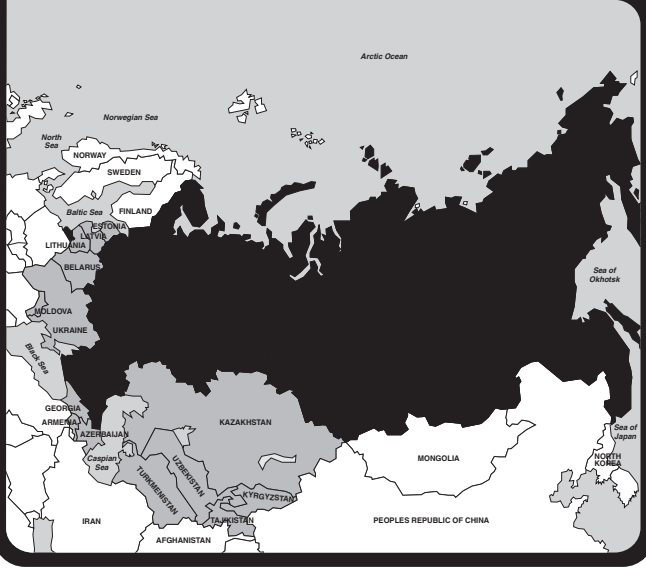 Arctic Ocean
Norwegian Sea
North
Sea
NORWAY
SWEDEN
Baltic Sea
FINLAND
ESTONIA
LATVIA
LITHUANIA
BELARUS
Sea of
Okhotsk
MOLDOVA
UKRAINE
Black Sea
GEORGIA
ARMENIA
AZERBAIJAN
KAZAKHSTAN
Sea of
Japan
Caspian
Sea
UZBEKISTAN
TURKMENISTAN
MONGOLIA
NORTH
KOREA
KYRGYZSTAN
IRAN
TAJIKISTAN
PEOPLES REPUBLIC OF CHINA
AFGHANISTAN